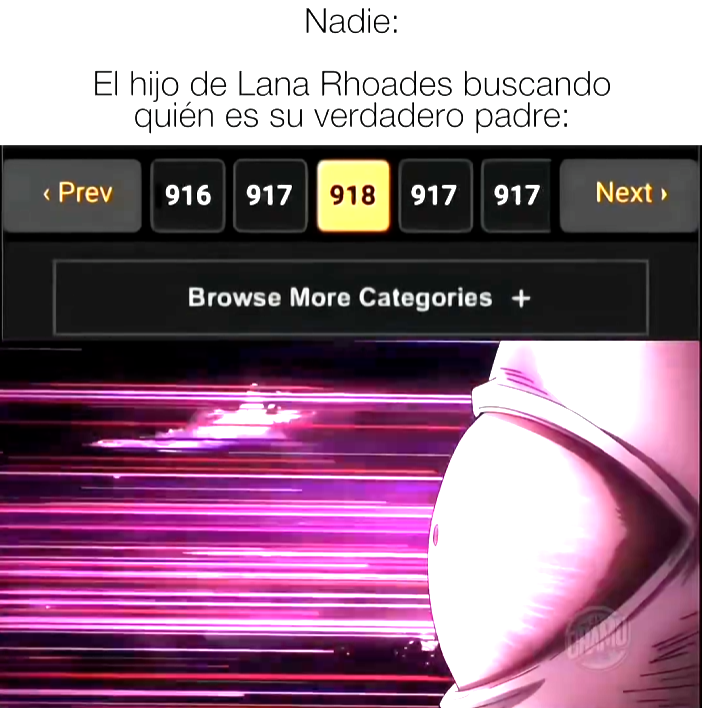 Nadie:
El hijo de Lana Rhoades buscando
quién es su verdadero padre:
‹ Prev 916 917 918 917 917 Next ›
Browse More Categories +